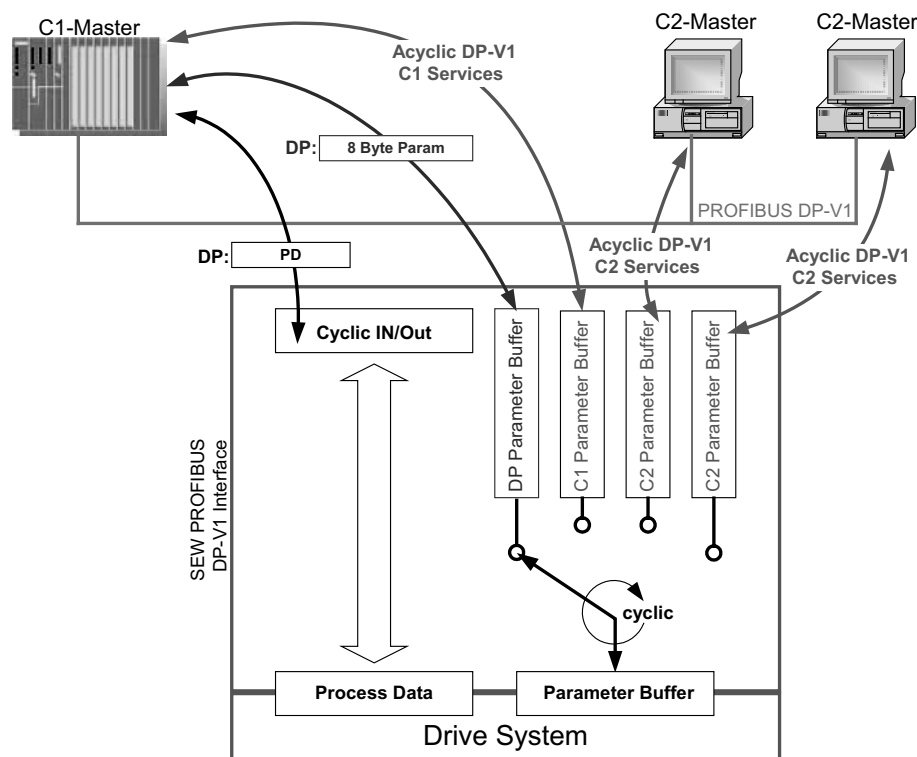 C1-Master
C2-Master
C2-Master
Acyclic DP-V1
C1 Services
DP:
8 Byte Param
PROFIBUS DP-V1
Acyclic DP-V1
C2 Services
Acyclic DP-V1
C2 Services
DP:
PD
Cyclic IN/Out
DP Parameter Buffer
C1 Parameter Buffer
C2 Parameter Buffer
C2 Parameter Buffer
SEW PROFIBUS
DP-V1 Interface
cyclic
Process Data
Parameter Buffer
Drive System